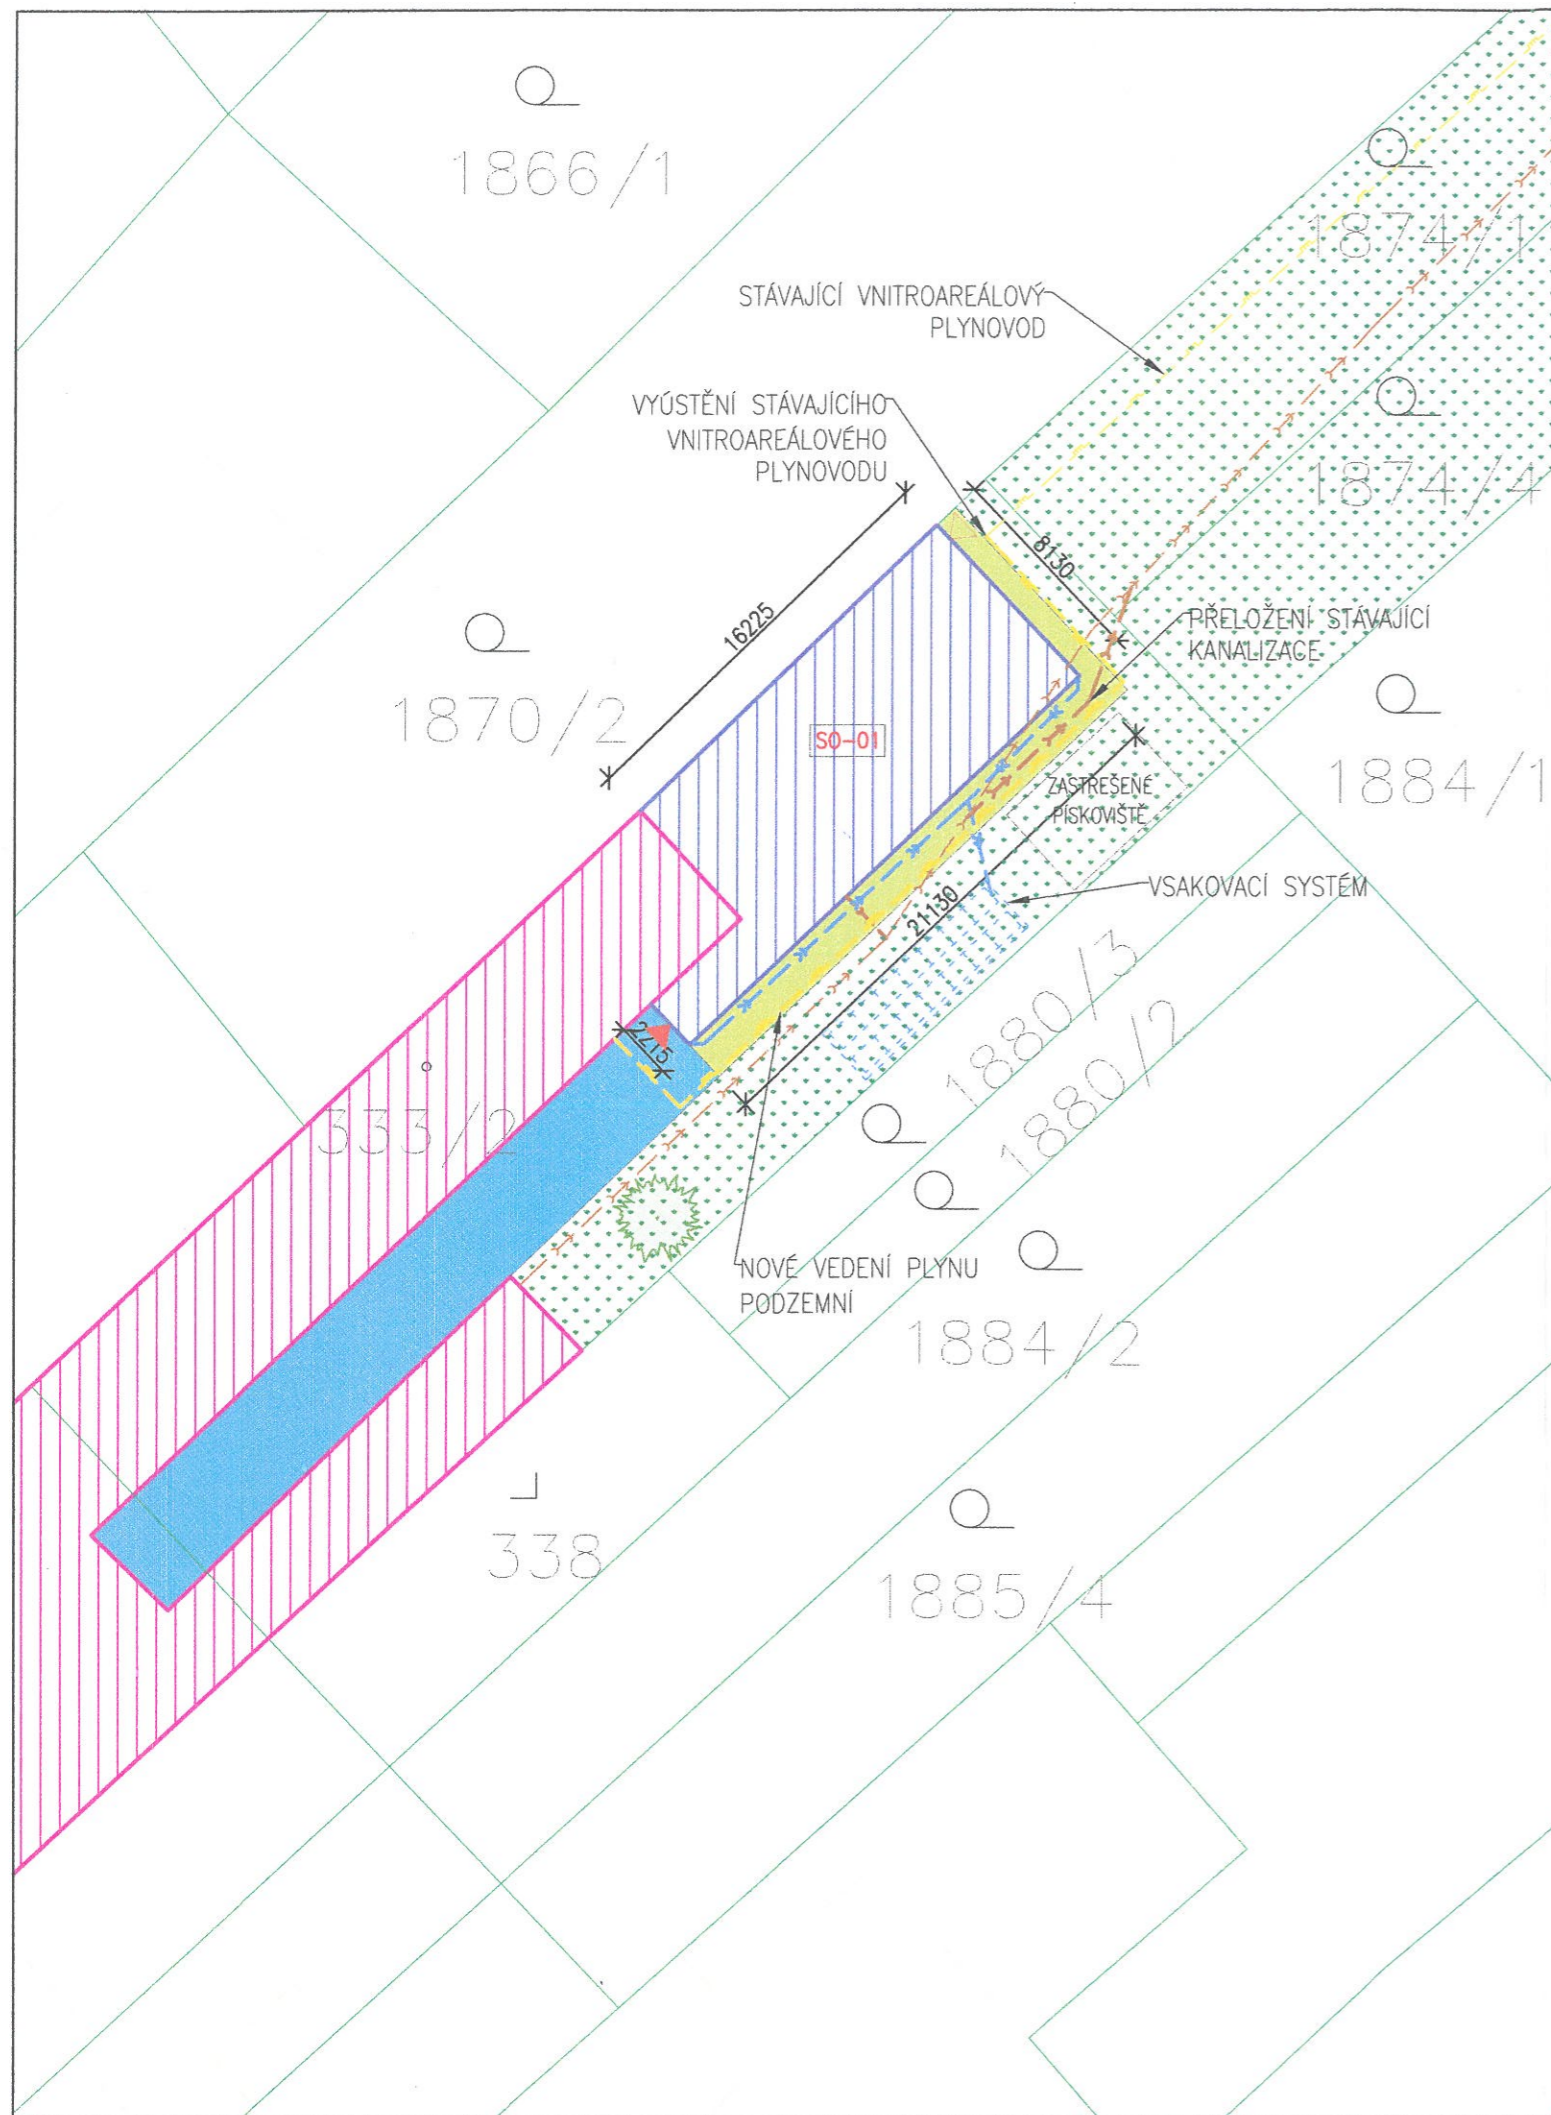 1866/1
1874/1
STÁVAJÍCÍ VNITROAREÁLOVÝ
PLYNOVOD
VYÚSTĚNÍ STÁVAJÍCÍHO
VNITROAREÁLOVÉHO
PLYNOVODU
1874/4
8130
16225
PŘELOŽENÍ STÁVAJÍCÍ
KANALIZACE
1870/2
SO-01
1884/1
ZASTŘEŠENÉ
PÍSKOVIŠTĚ
VSAKOVACÍ SYSTÉM
21130
1880/3
1880/2
2715
333/2
NOVÉ VEDENÍ PLYNU
PODZEMNÍ
1884/2
338
1885/4